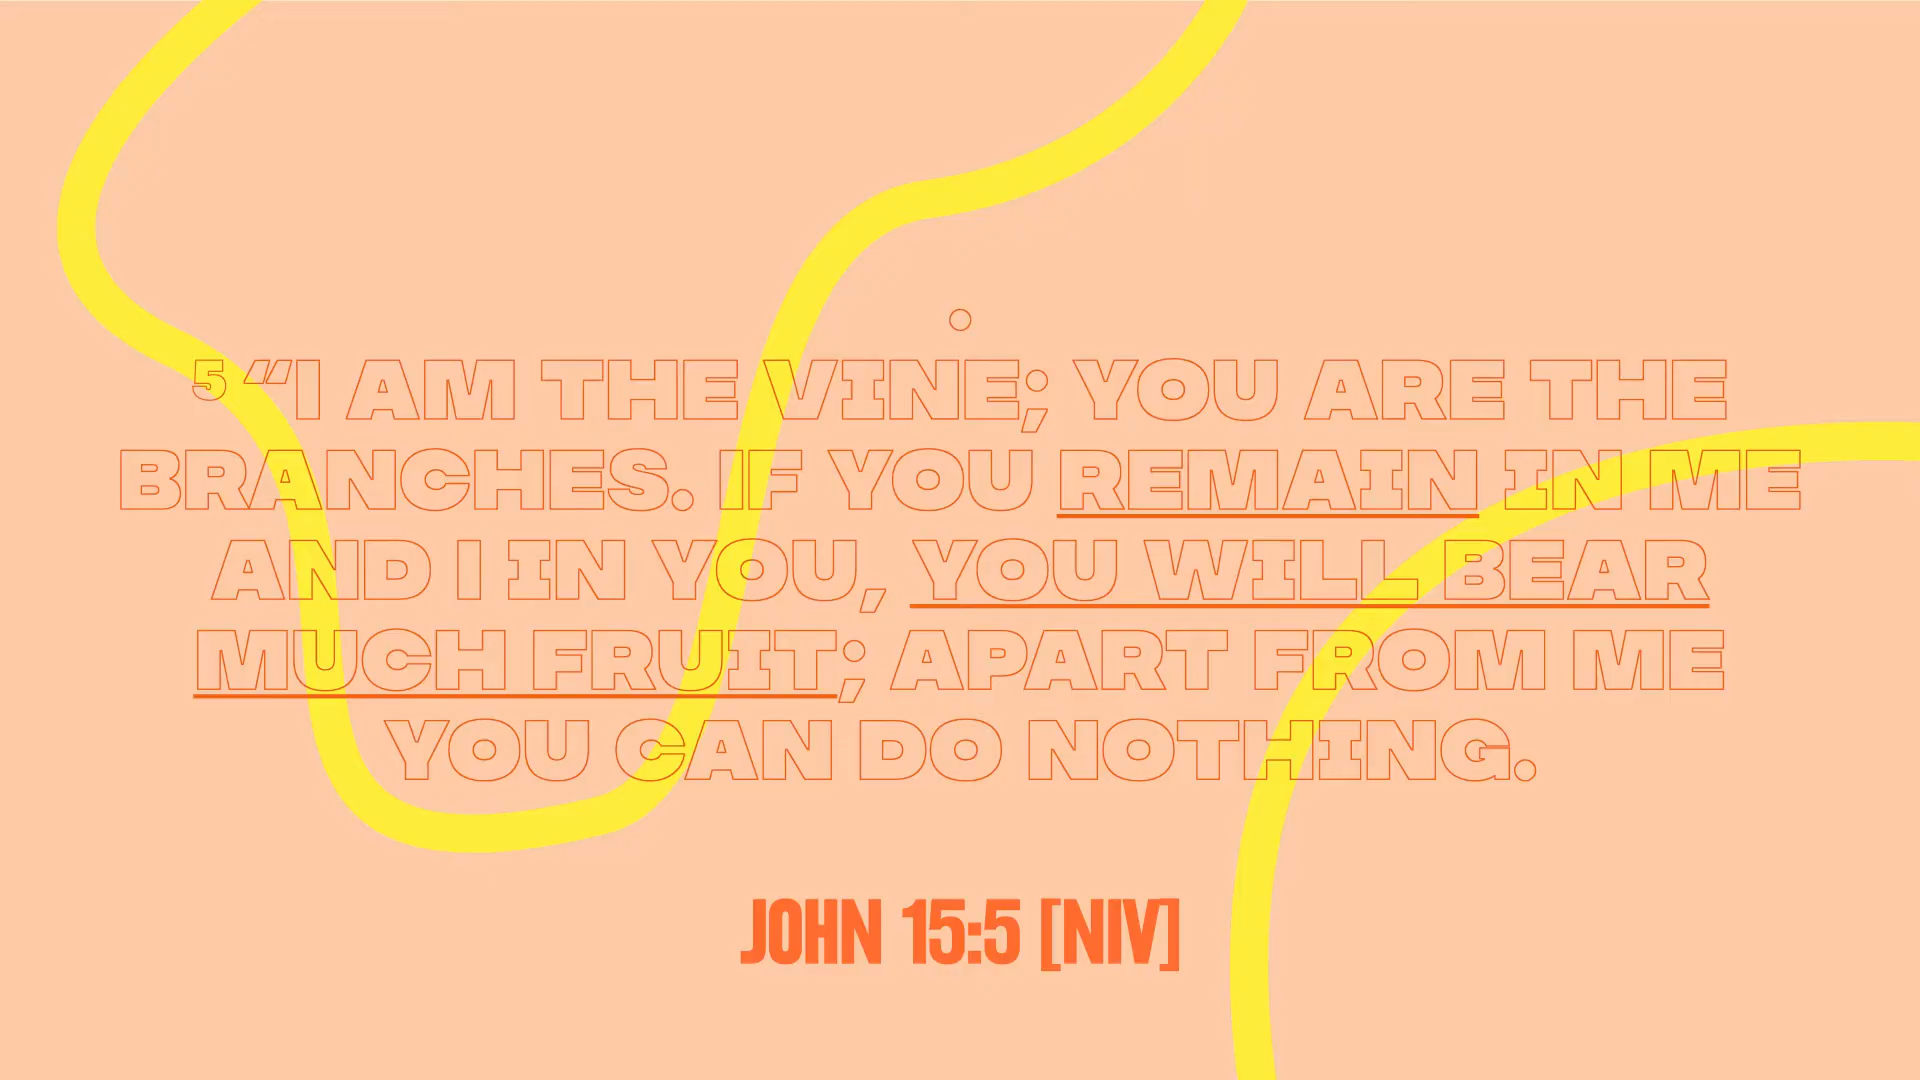 .
5 “I AM THE VINE; YOU ARE THE
BRANCHES. IF YOU REMAIN IN ME
AND I IN YOU, YOU WILL BEAR
MUCH FRUIT; APART FROM ME
YOU CAN DO NOTHING.
JOHN 15:5 [NIV]